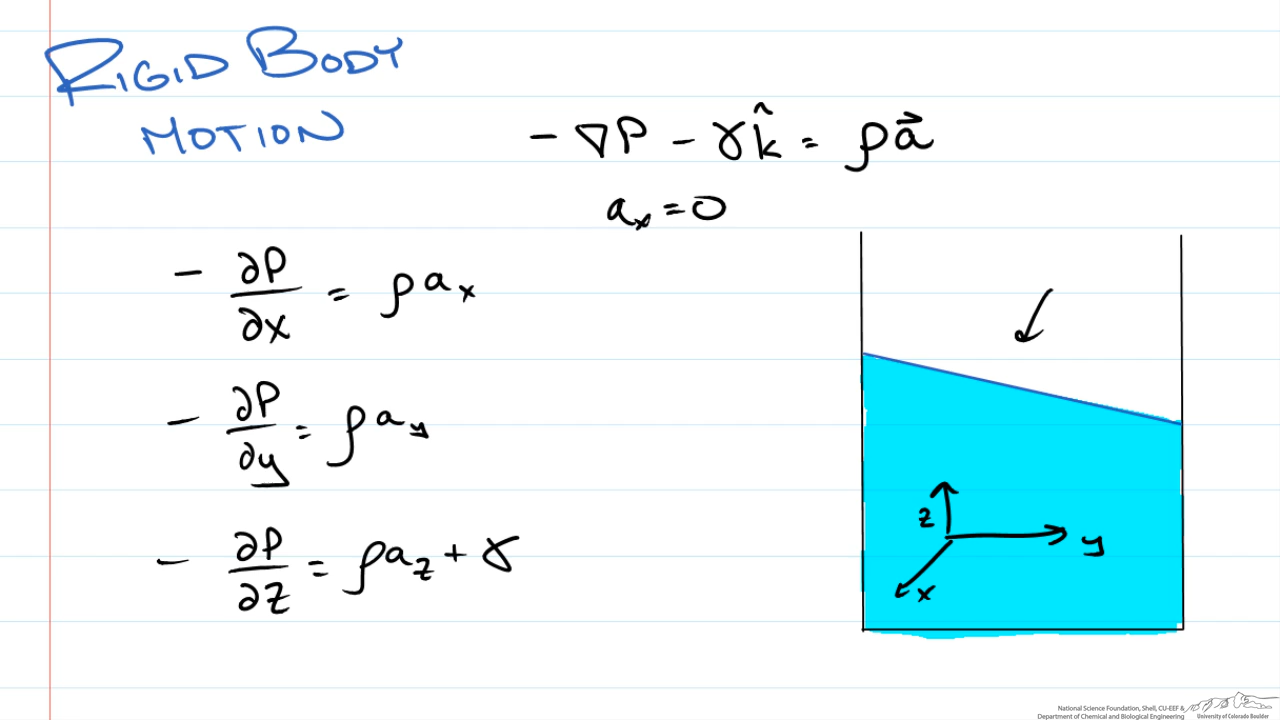 RIGID BODY
MOTION
- ∇P - γk̂ = ρa⃗
aₓ = 0
- ∂P/∂x = ρaₓ
- ∂P/∂y = ρa_y
- ∂P/∂z = ρa_z + γ
z
y
x
National Science Foundation, Shell, CU-EEF &
Department of Chemical and Biological Engineering
University of Colorado Boulder